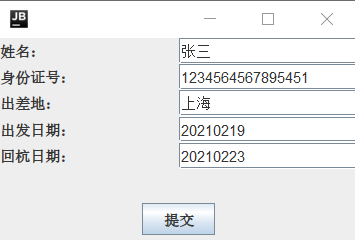 JB
姓名： 张三
身份证号： 1234564567895451
出差地： 上海
出发日期： 20210219
回杭日期： 20210223
提交